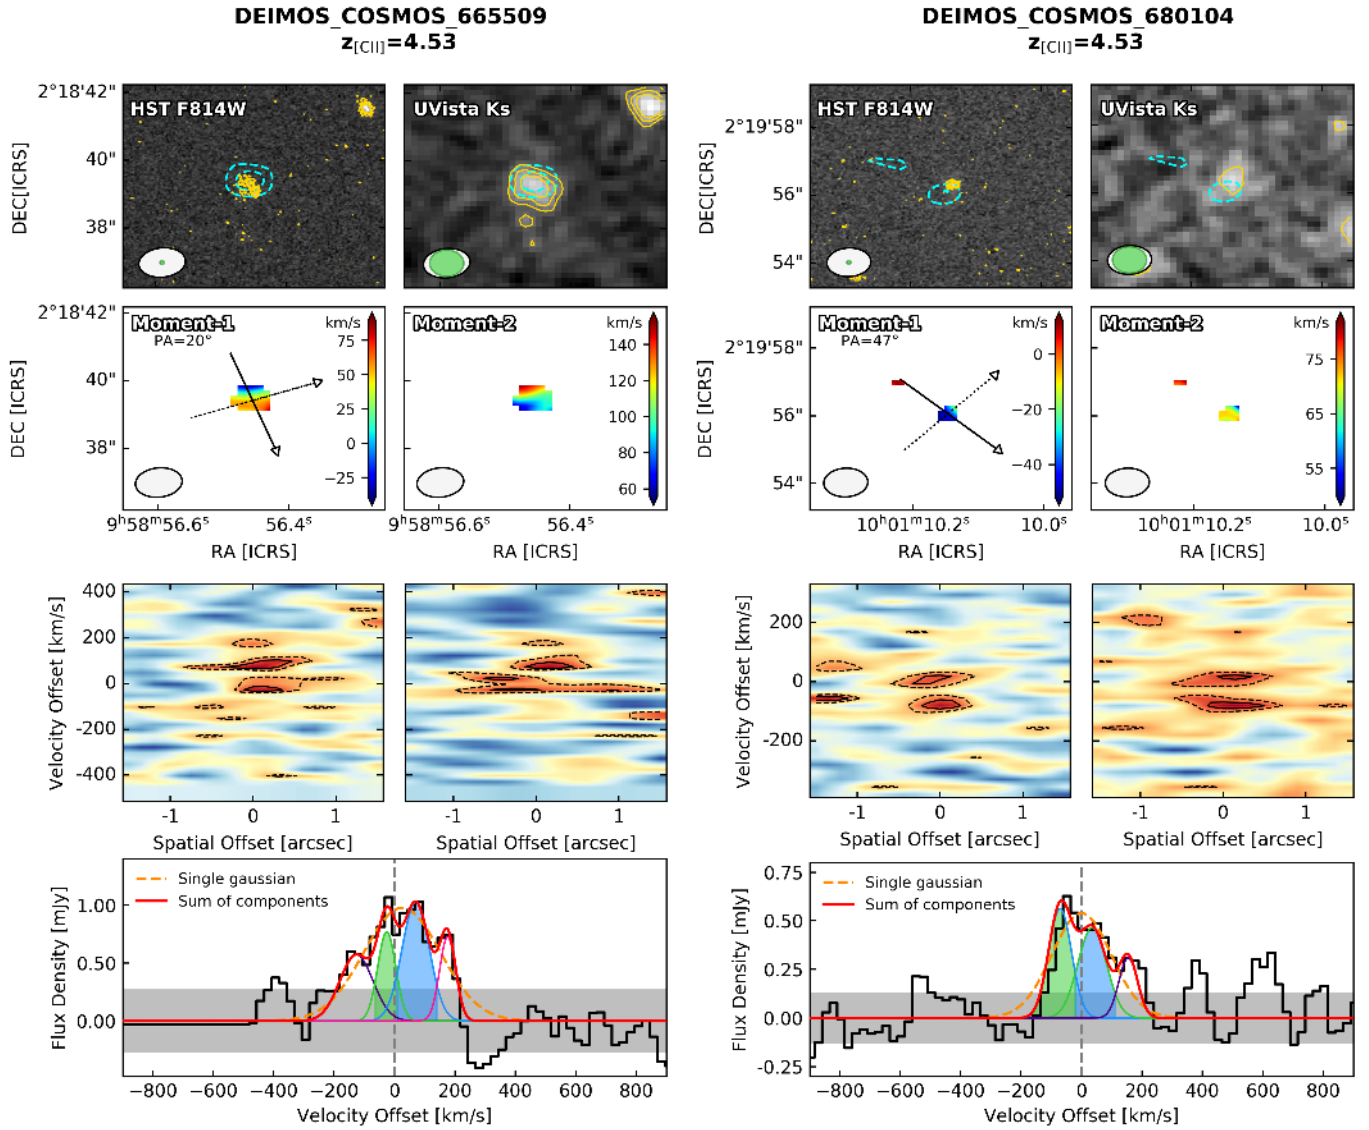 DEIMOS_COSMOS_665509
z[CII]=4.53
DEIMOS_COSMOS_680104
z[CII]=4.53
HST F814W
UVista Ks
2°18'42"
40"
38"
DEC[ICRS]
HST F814W
UVista Ks
2°19'58"
56"
54"
DEC[ICRS]
Moment-1
PA=20°
km/s
75
50
25
0
−25
Moment-2
km/s
140
120
100
80
60
2°18'42"
40"
38"
DEC [ICRS]
9h58m56.6s
56.4s
9h58m56.6s
56.4s
RA [ICRS]
RA [ICRS]
Moment-1
PA=47°
km/s
0
−20
−40
Moment-2
km/s
75
65
55
2°19'58"
56"
54"
DEC [ICRS]
10h01m10.2s
10.0s
10h01m10.2s
10.0s
RA [ICRS]
RA [ICRS]
400
200
0
-200
-400
Velocity Offset [km/s]
-1
0
1
-1
0
1
Spatial Offset [arcsec]
Spatial Offset [arcsec]
200
0
-200
Velocity Offset [km/s]
-1
0
1
-1
0
1
Spatial Offset [arcsec]
Spatial Offset [arcsec]
Single gaussian
Sum of components
1.00
0.50
0.00
Flux Density [mJy]
−800
−600
−400
−200
0
200
400
600
800
Velocity Offset [km/s]
Single gaussian
Sum of components
0.75
0.50
0.25
0.00
-0.25
Flux Density [mJy]
−800
−600
−400
−200
0
200
400
600
800
Velocity Offset [km/s]